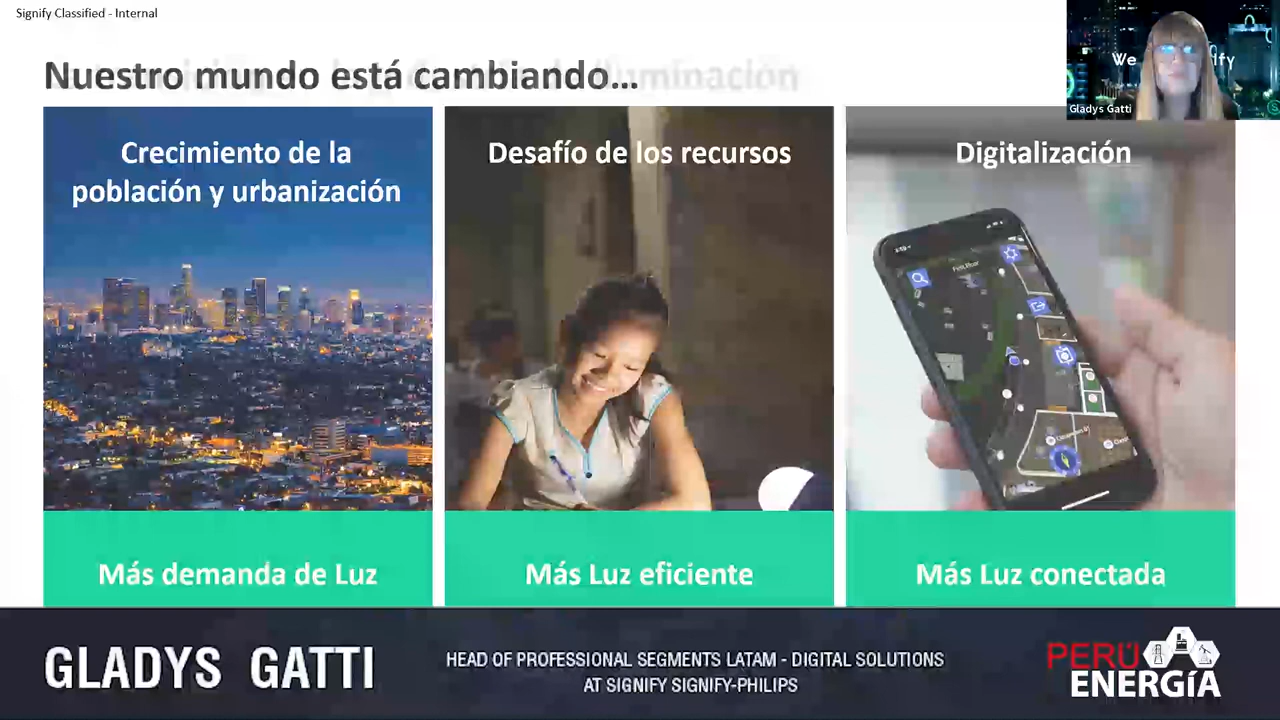 Signify Classified - Internal
Nuestro mundo está cambiando...
Gladys Gatti
Crecimiento de la
población y urbanización
Desafío de los recursos
Digitalización
First Floor
Más demanda de Luz
Más Luz eficiente
Más Luz conectada
GLADYS GATTI
HEAD OF PROFESSIONAL SEGMENTS LATAM - DIGITAL SOLUTIONS
AT SIGNIFY SIGNIFY-PHILIPS
PERÚ
ENERGÍA